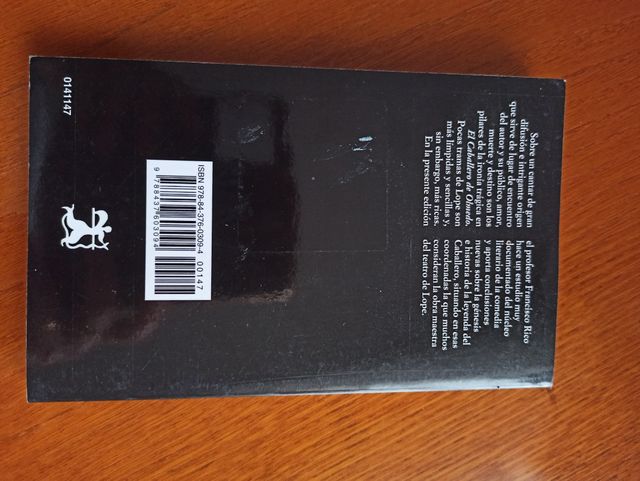 Sobre un cantar de gran
difusión e intrigante origen
que sirve de lugar de encuentro
del autor y su público, amor,
muerte y destino son los
pilares de la ironía trágica en
El Caballero de Olmedo.
Pocas tramas de Lope son
más límpidas y sencillas y,
sin embargo, más ricas.
En la presente edición
el profesor Francisco Rico
hace un estudio muy
documentado del núcleo
literario de la comedia
y aporta conclusiones
nuevas sobre la génesis
e historia de la leyenda del
Caballero, situando en esas
coordenadas la que muchos
consideran la obra maestra
del teatro de Lope.
ISBN 978-84-376-0309-4
00147
9 788437 603094
0141147